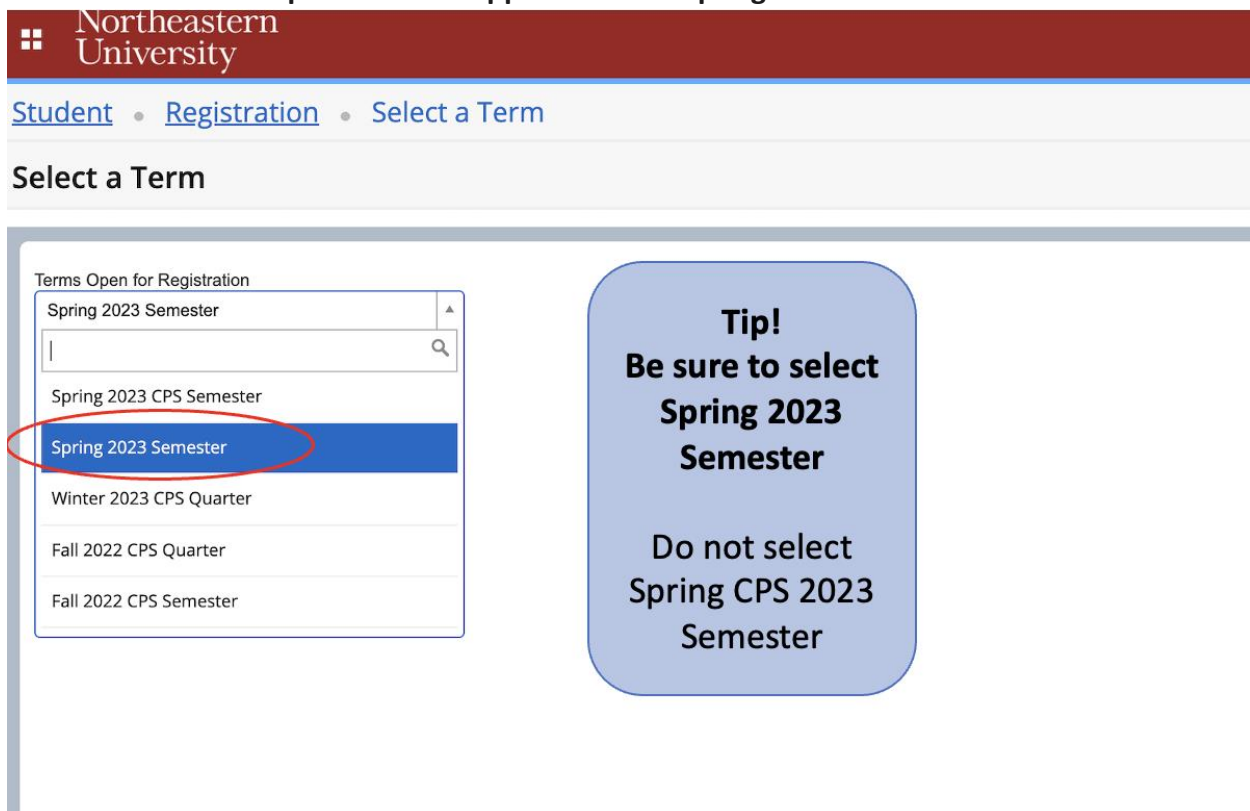 Northeastern
University
Student • Registration • Select a Term
Select a Term
Terms Open for Registration
Spring 2023 Semester
Spring 2023 CPS Semester
Spring 2023 Semester
Winter 2023 CPS Quarter
Fall 2022 CPS Quarter
Fall 2022 CPS Semester
Tip!
Be sure to select
Spring 2023
Semester
Do not select
Spring CPS 2023
Semester